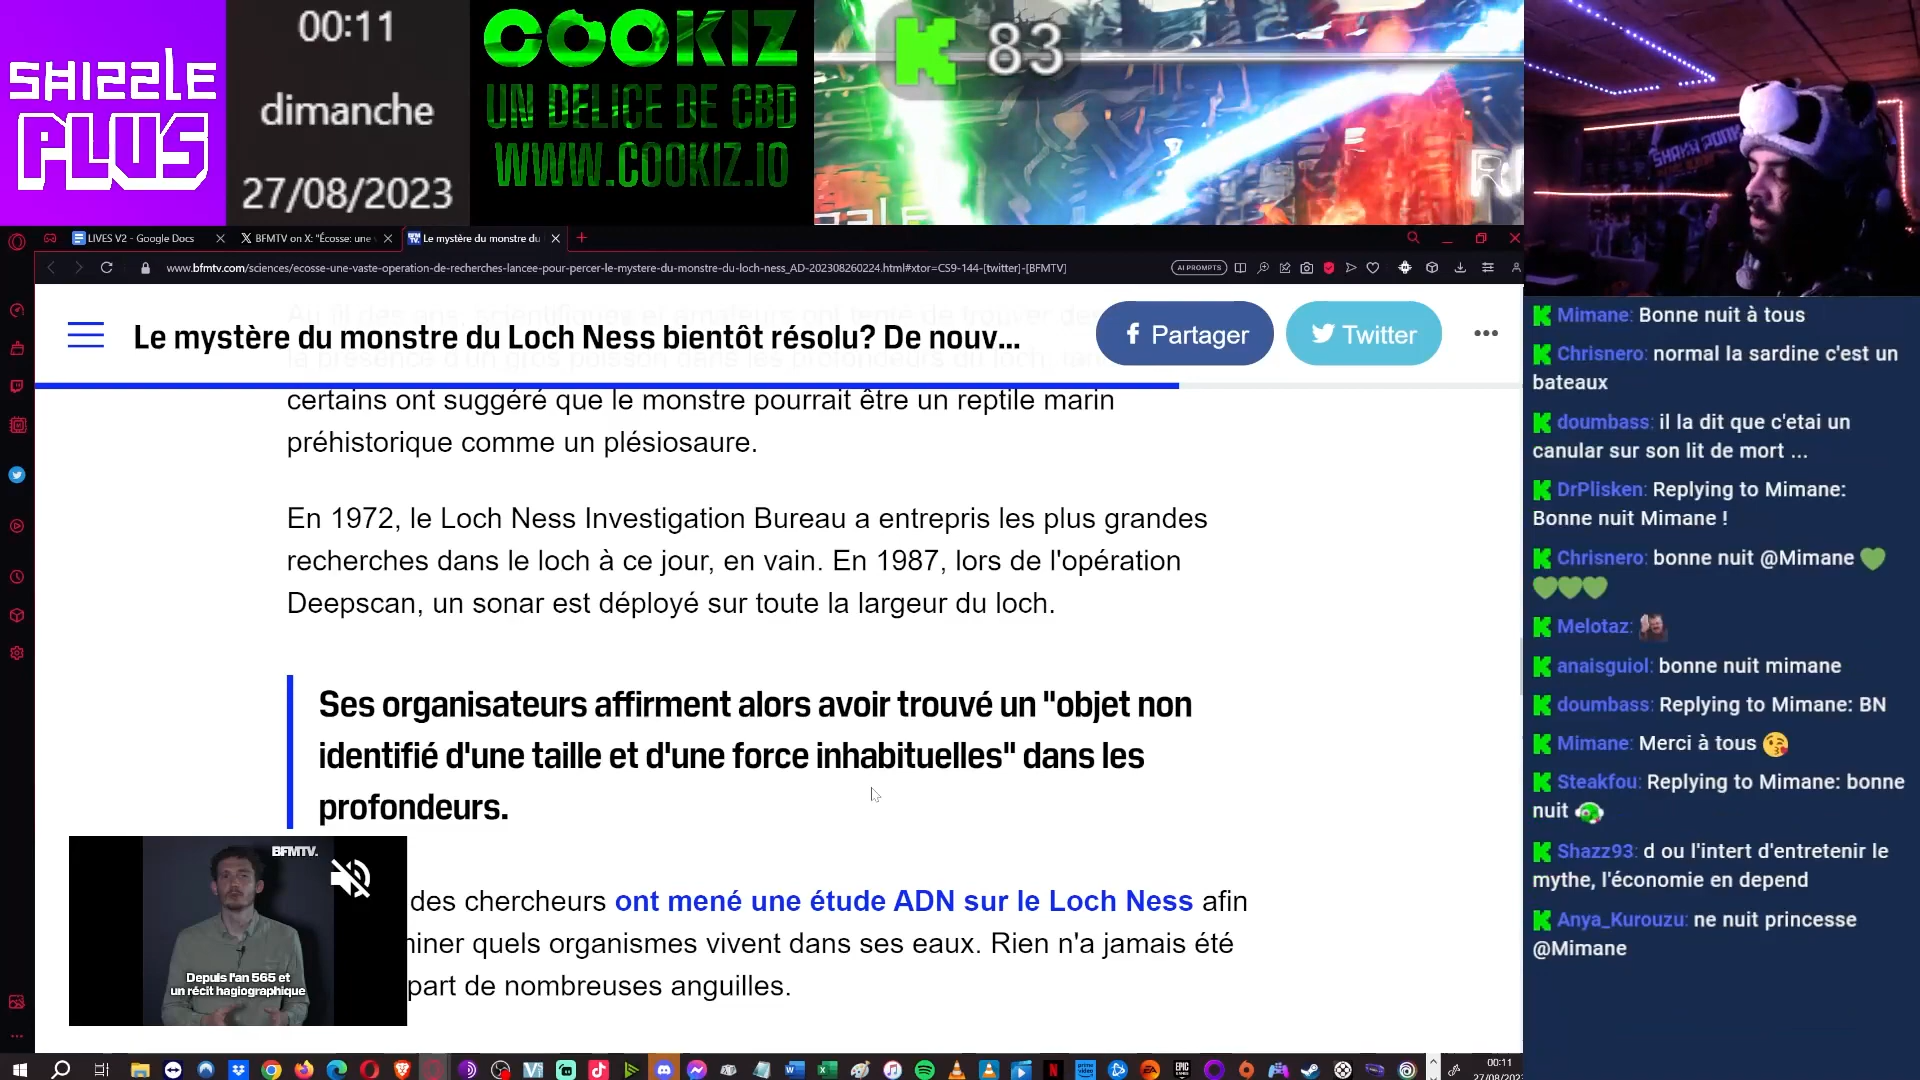 SHIZZLE
PLUS
00:11
dimanche
27/08/2023
COOKIZ
UN DELICE DE CBD
WWW.COOKIZ.IO
83
LIVES V2 - Google Docs
BFMTV on X: "Écosse: une
Le mystère du monstre du
www.bfmtv.com/sciences/ecosse-une-vaste-operation-de-recherches-lancee-pour-percer-le-mystere-du-monstre-du-loch-ness_AD-202308260224.html#xtor=CS9-144-[twitter]-[BFMTV]
AI PROMPTS
Le mystère du monstre du Loch Ness bientôt résolu? De nouv...
Partager
Twitter
Au fil des ans, scientifiques et amateurs ont tenté de trouver
la présence d'un gros poisson dans les profondeurs du loch,
certains ont suggéré que le monstre pourrait être un reptile marin
préhistorique comme un plésiosaure.
En 1972, le Loch Ness Investigation Bureau a entrepris les plus grandes
recherches dans le loch à ce jour, en vain. En 1987, lors de l'opération
Deepscan, un sonar est déployé sur toute la largeur du loch.
Ses organisateurs affirment alors avoir trouvé un "objet non
identifié d'une taille et d'une force inhabituelles" dans les
profondeurs.
des chercheurs ont mené une étude ADN sur le Loch Ness afin
miner quels organismes vivent dans ses eaux. Rien n'a jamais été
part de nombreuses anguilles.
BFMTV.
Depuis l'an 565 et
un récit hagiographique
SHAKA PONK
Mimane: Bonne nuit à tous
Chrisnero: normal la sardine c'est un
bateaux
doumbass: il la dit que c'etai un
canular sur son lit de mort ...
DrPlisken: Replying to Mimane:
Bonne nuit Mimane !
Chrisnero: bonne nuit @Mimane 💚
💚💚💚
Melotaz:
anaisguiol: bonne nuit mimane
doumbass: Replying to Mimane: BN
Mimane: Merci à tous 😘
Steakfou: Replying to Mimane: bonne
nuit
Shazz93: d ou l'intert d'entretenir le
mythe, l'économie en depend
Anya_Kurouzu: ne nuit princesse
@Mimane
00:11
27/08/2023